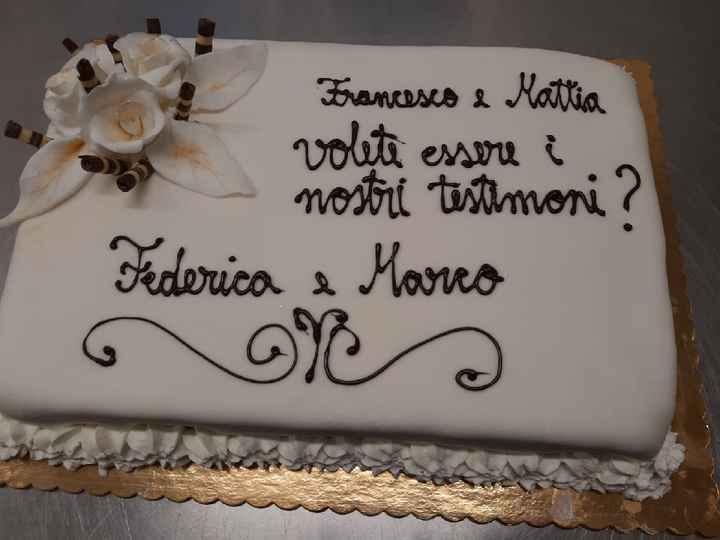 Francesco e Mattia
volete essere i
nostri testimoni?
Federica e Marco